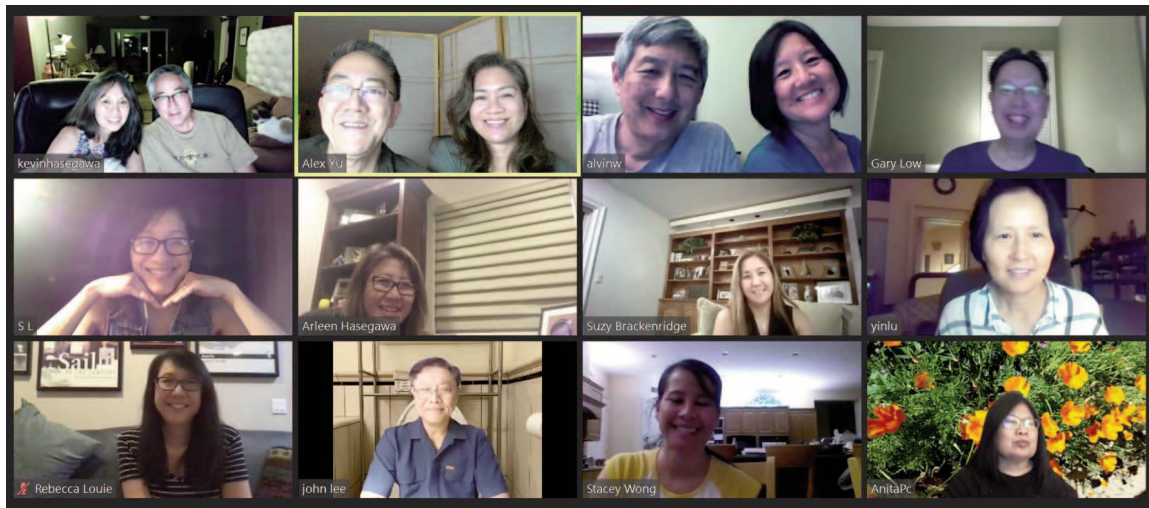 kevinhasegawa
Alex Yu
alvinw
Gary Low
S L
Arleen Hasegawa
Suzy Brackenridge
yinlu
Sail
Rebecca Louie
john lee
Stacey Wong
AnitaPc